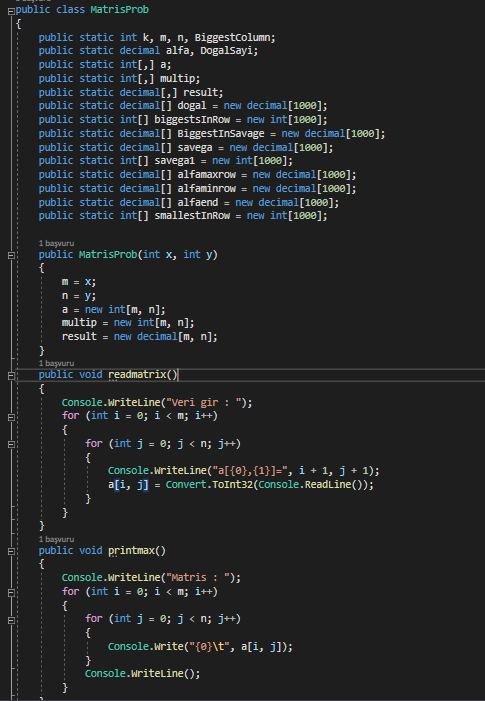 public class MatrisProb
{
public static int k, m, n, BiggestColumn;
public static decimal alfa, DogalSayi;
public static int[,] a;
public static int[,] multip;
public static decimal[,] result;
public static decimal[] dogal = new decimal[1000];
public static int[] biggestsInRow = new int[1000];
public static decimal[] BiggestInSavage = new decimal[1000];
public static decimal[] savega = new decimal[1000];
public static int[] savega1 = new int[1000];
public static decimal[] alfamaxrow = new decimal[1000];
public static decimal[] alfaminrow = new decimal[1000];
public static decimal[] alfaend = new decimal[1000];
public static int[] smallestInRow = new int[1000];
1 başvuru
public MatrisProb(int x, int y)
{
m = x;
n = y;
a = new int[m, n];
multip = new int[m, n];
result = new decimal[m, n];
}
1 başvuru
public void readmatrix()
{
Console.WriteLine("Veri gir : ");
for (int i = 0; i < m; i++)
{
for (int j = 0; j < n; j++)
{
Console.WriteLine("a[{0},{1}]=", i + 1, j + 1);
a[i, j] = Convert.ToInt32(Console.ReadLine());
}
}
}
1 başvuru
public void printmax()
{
Console.WriteLine("Matris : ");
for (int i = 0; i < m; i++)
{
for (int j = 0; j < n; j++)
{
Console.Write("{0}\t", a[i, j]);
}
Console.WriteLine();
}